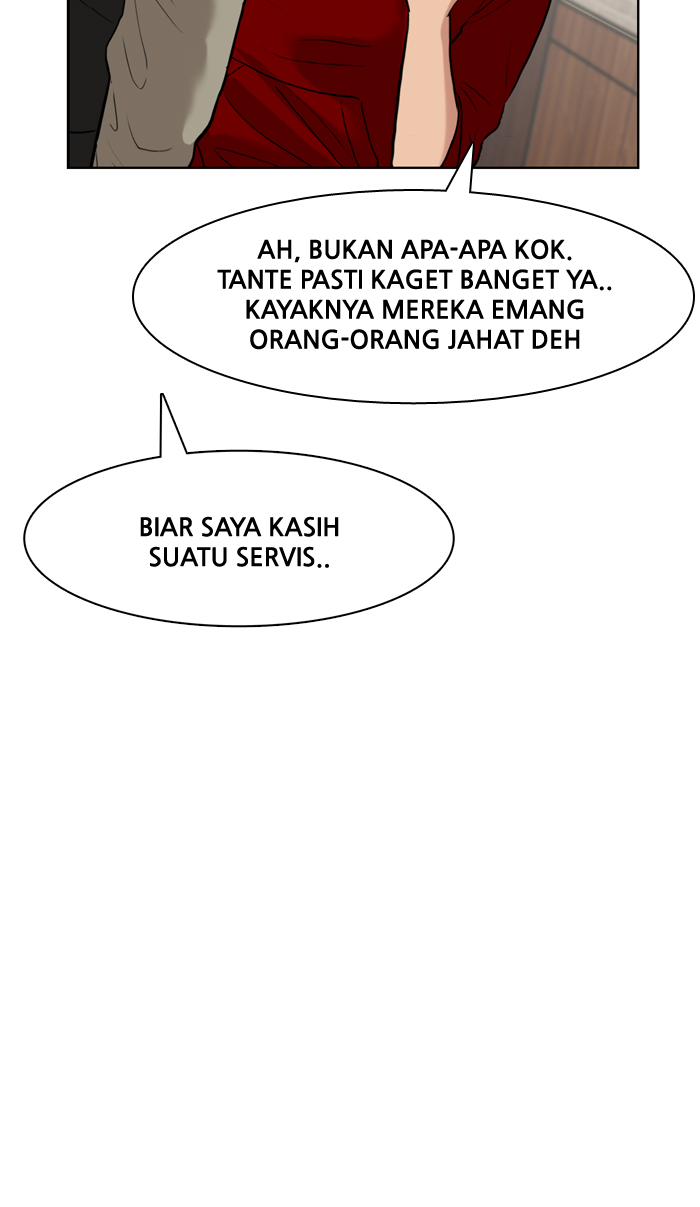 AH, BUKAN APA-APA KOK.
TANTE PASTI KAGET BANGET YA..
KAYAKNYA MEREKA EMANG
ORANG-ORANG JAHAT DEH
BIAR SAYA KASIH
SUATU SERVIS..